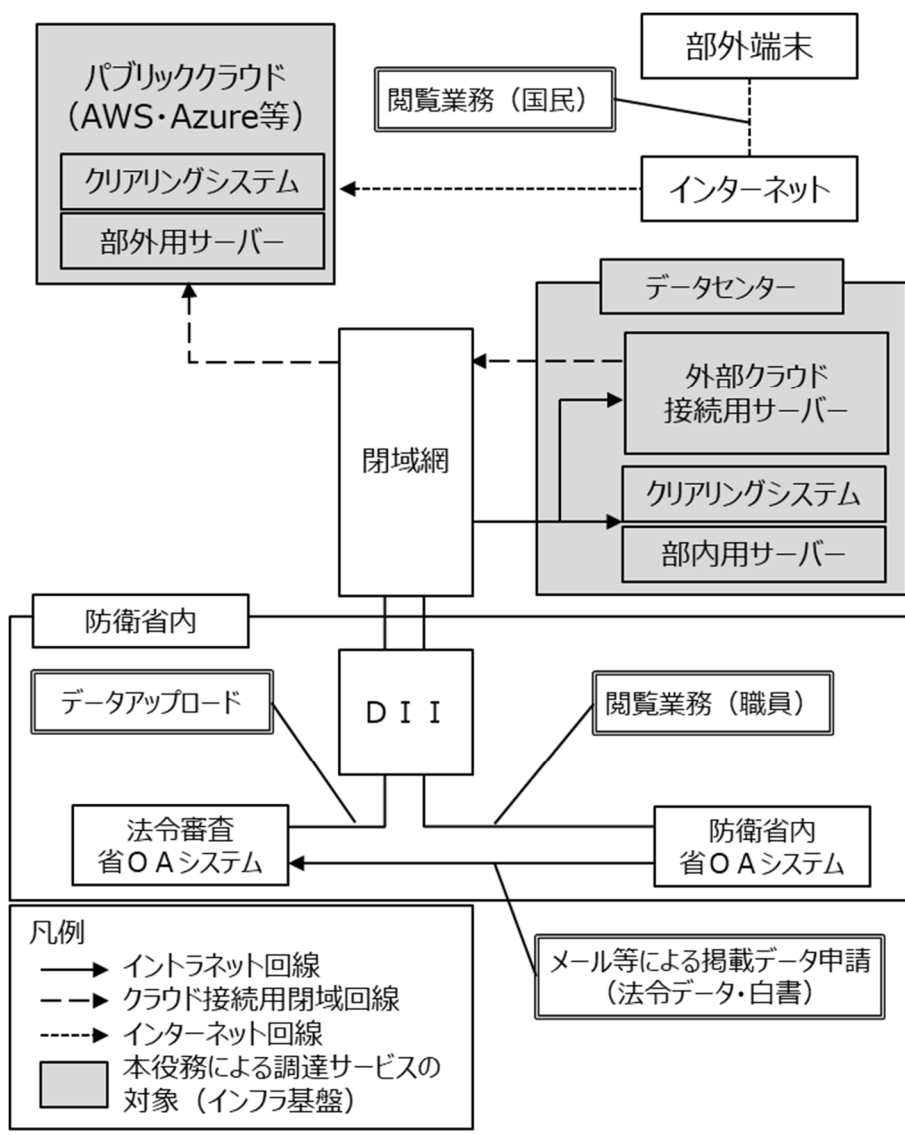 パブリッククラウド
（AWS・Azure等）
クリアリングシステム
部外用サーバー
閲覧業務（国民）
部外端末
インターネット
データセンター
外部クラウド
接続用サーバー
クリアリングシステム
部内用サーバー
閉域網
防衛省内
データアップロード
ＤＩＩ
閲覧業務（職員）
法令審査
省ＯＡシステム
防衛省内
省ＯＡシステム
メール等による掲載データ申請
（法令データ・白書）
凡例
イントラネット回線
クラウド接続用閉域回線
インターネット回線
本役務による調達サービスの
対象（インフラ基盤）